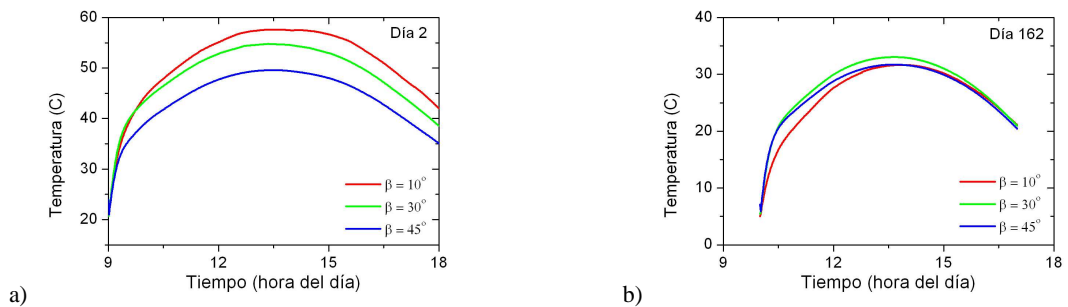 60
50
40
30
20
Temperatura (C)
Día 2
β = 10°
β = 30°
β = 45°
9
12
15
18
Tiempo (hora del día)
a)
40
30
20
10
0
Temperatura (C)
Día 162
β = 10°
β = 30°
β = 45°
9
12
15
18
Tiempo (hora del día)
b)